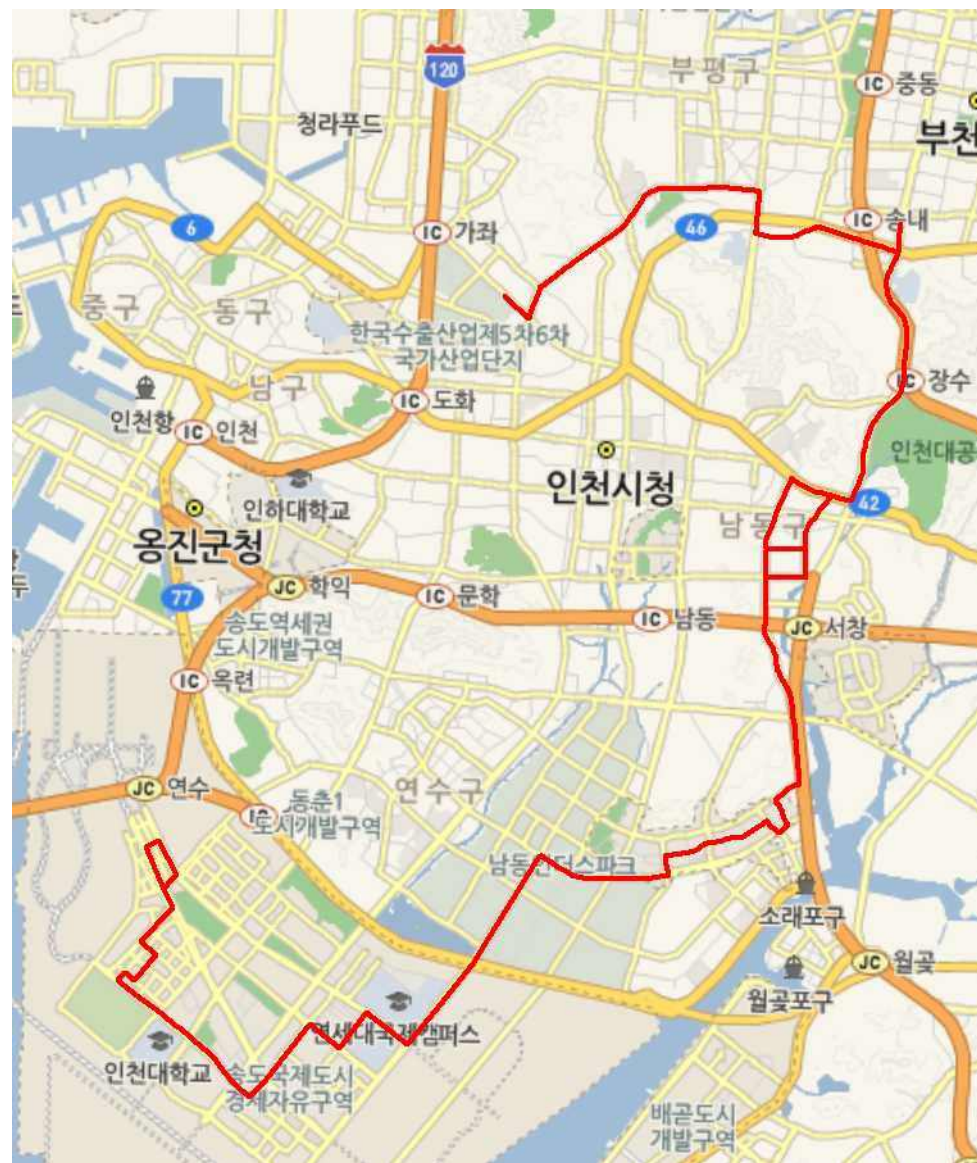 120
부평구
IC 중동
부천
청라푸드
6
IC 가좌
46
IC 송내
중구
동구
한국수출산업제5차6차
국가산업단지
남구
IC 도화
IC 장수
인천항
IC 인천
인천대공
인천시청
인하대학교
42
남동구
옹진군청
JC 학익
IC 문학
77
IC 남동
JC 서창
송도역세권
도시개발구역
IC 옥련
JC 연수
동춘1
도시개발구역
연수구
남동인더스파크
소래포구
JC 월곶
월곶포구
연세대국제캠퍼스
인천대학교
송도국제도시
경제자유구역
배곧도시
개발구역